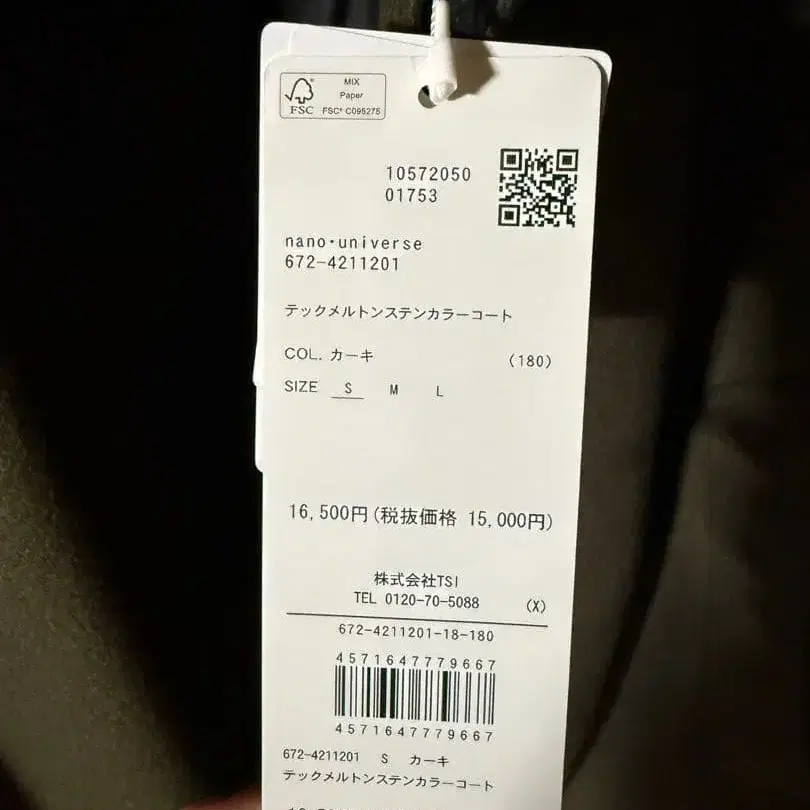 MIX
Paper
FSC® C095275
FSC
10572050
01753
nano・universe
672-4211201
テックメルトンステンカラーコート
COL. カーキ (180)
SIZE S M L
16,500円(税抜価格 15,000円)
株式会社TSI
TEL 0120-70-5088 (X)
672-4211201-18-180
4571647779667
4571647779667
672-4211201 S カーキ
テックメルトンステンカラーコート